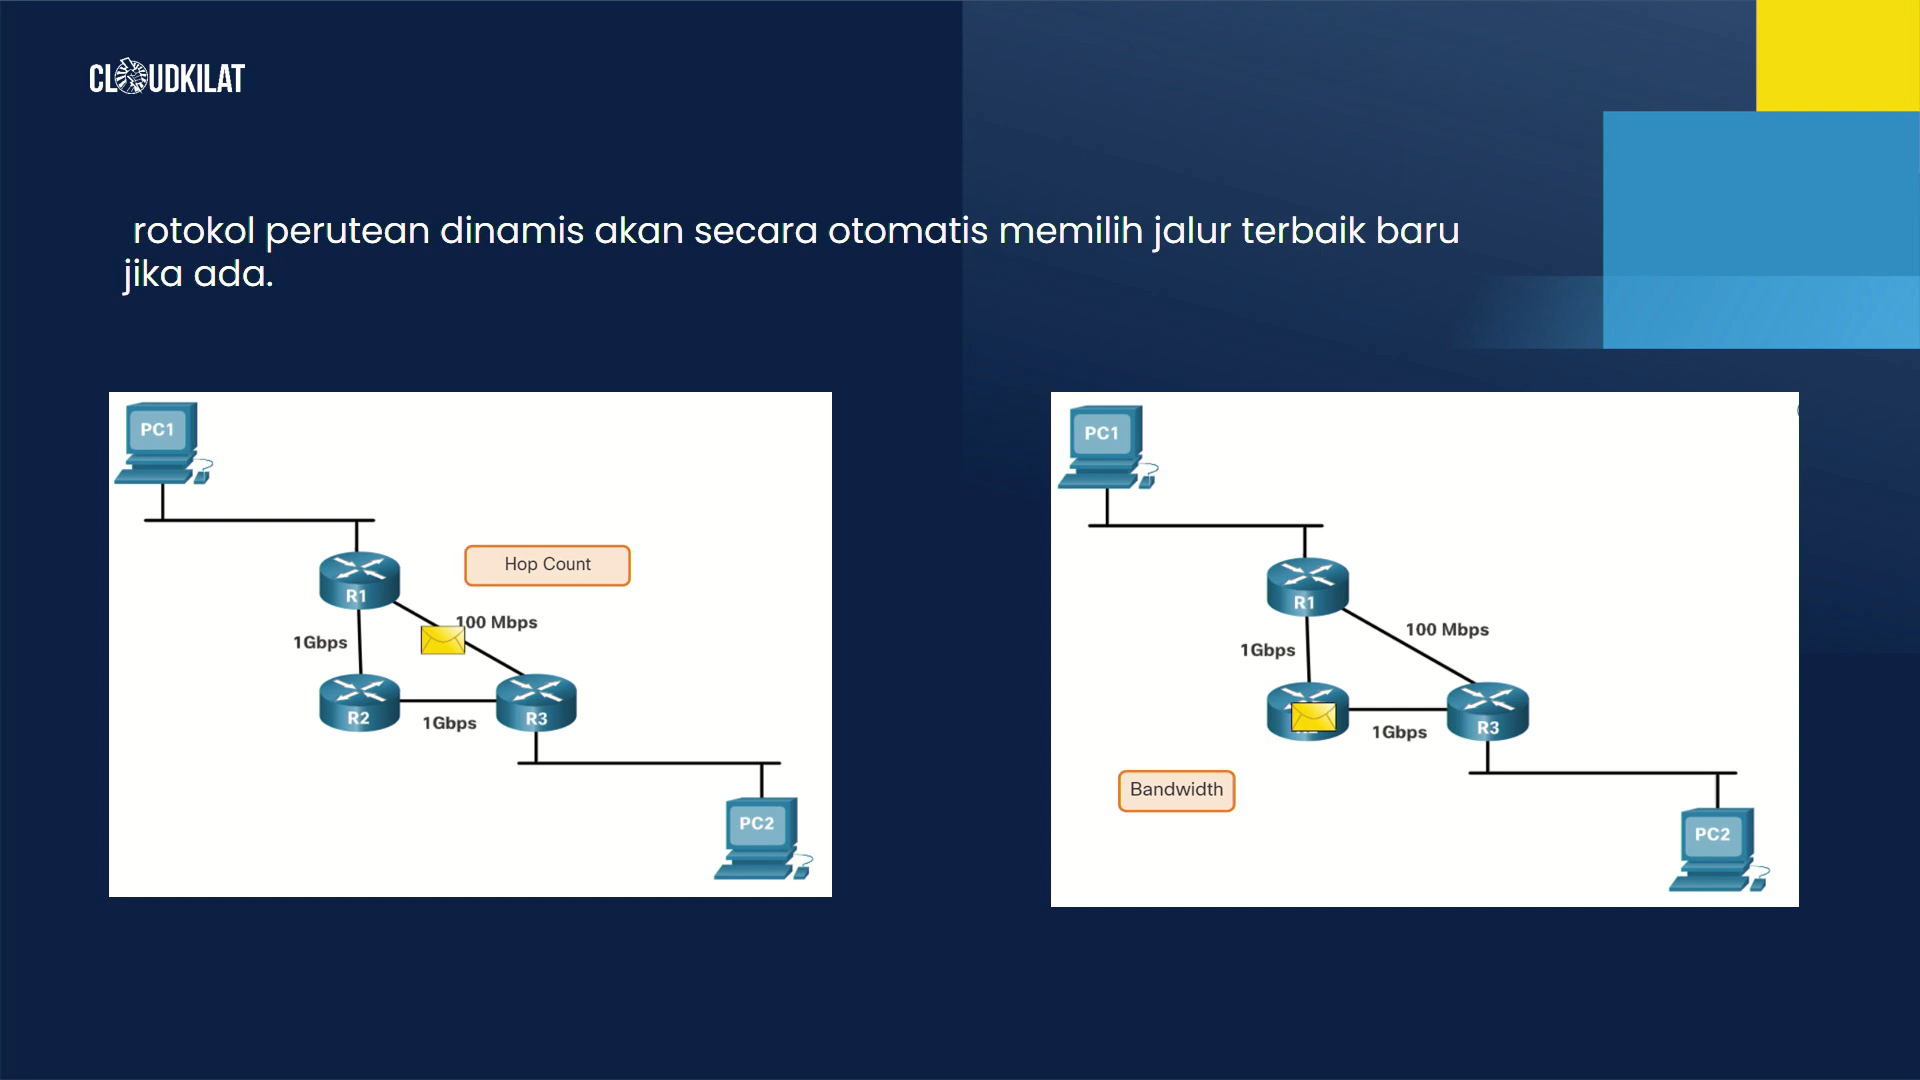 CLOUDKILAT
rotokol perutean dinamis akan secara otomatis memilih jalur terbaik baru
jika ada.
PC1
Hop Count
R1
100 Mbps
1Gbps
R2
1Gbps
R3
PC2
PC1
R1
100 Mbps
1Gbps
1Gbps
R3
Bandwidth
PC2